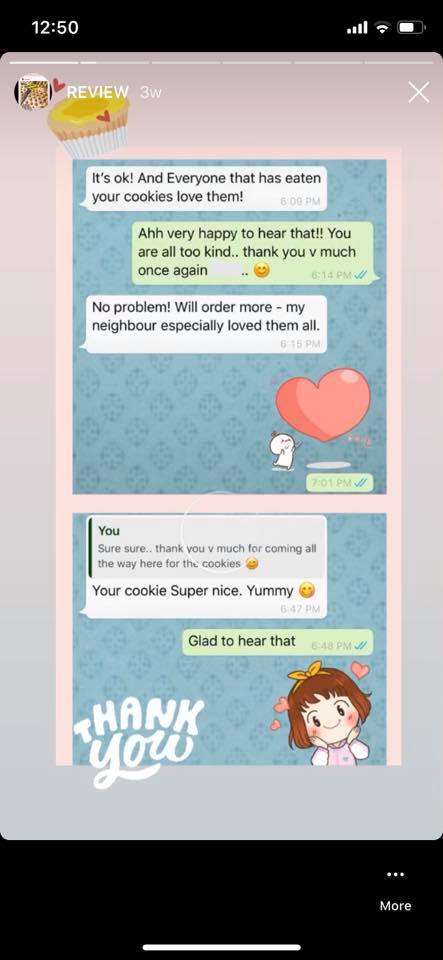 12:50
REVIEW 3w
It's ok! And Everyone that has eaten
your cookies love them!
6:09 PM
Ahh very happy to hear that!! You
are all too kind.. thank you v much
once again .. 😊
6:14 PM
No problem! Will order more - my
neighbour especially loved them all.
6:15 PM
7:01 PM
You
Sure sure.. thank you v much for coming all
the way here for the cookies 😊
Your cookie Super nice. Yummy 😋
6:47 PM
Glad to hear that 6:48 PM
THANK
you
More